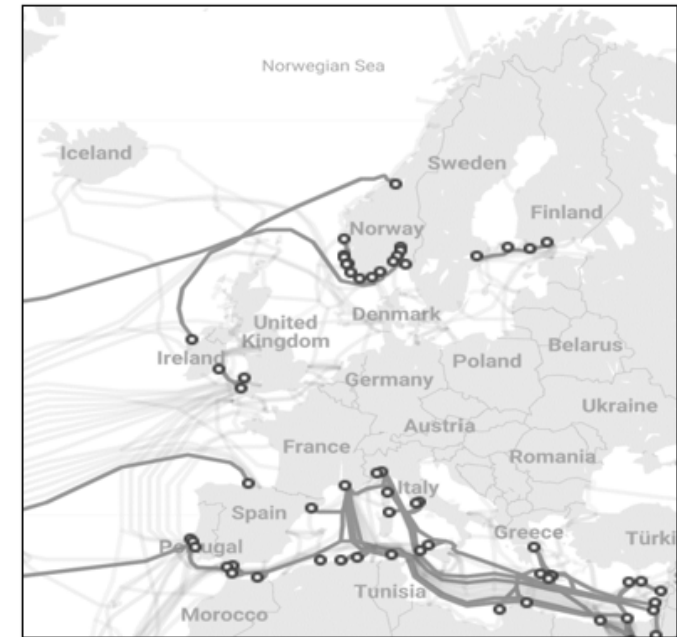 Norwegian Sea
Iceland
Sweden
Finland
Norway
Denmark
United
Kingdom
Ireland
Belarus
Poland
Germany
Ukraine
Austria
France
Romania
Italy
Spain
Greece
Türki
Portugal
Tunisia
Morocco